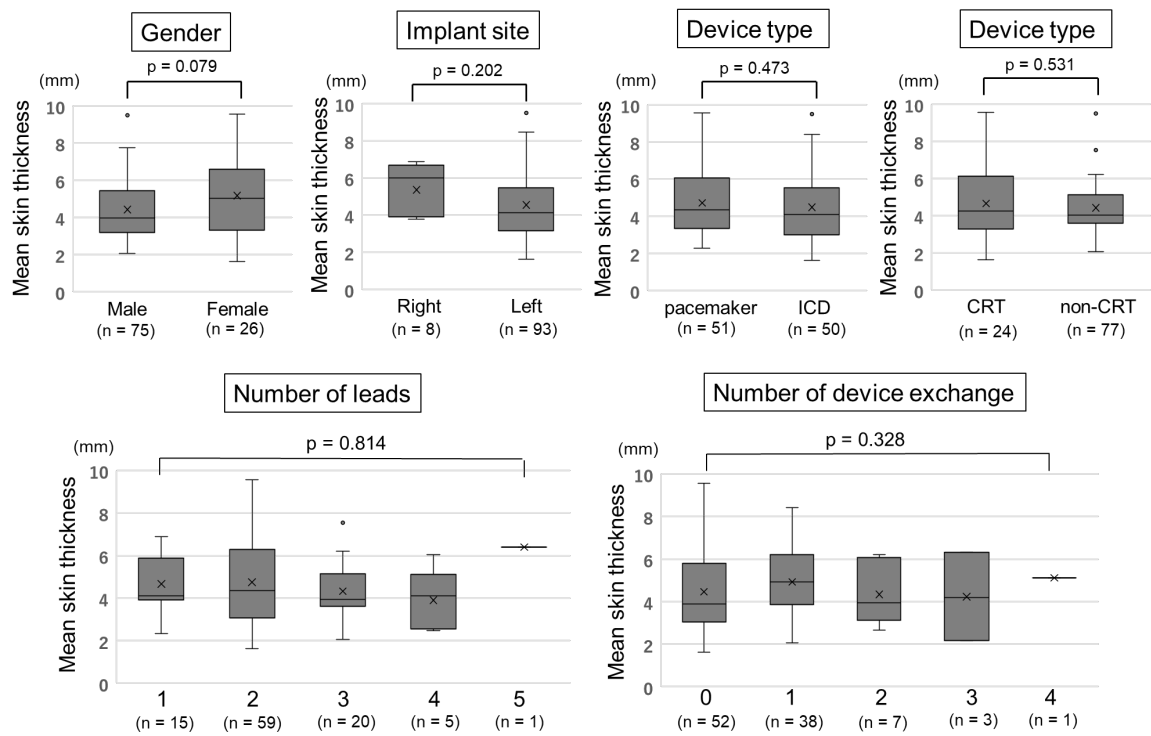 Gender
p = 0.079
(mm)
Mean skin thickness
10
8
6
4
2
0
Male
(n = 75)
Female
(n = 26)
Implant site
p = 0.202
(mm)
Mean skin thickness
10
8
6
4
2
0
Right
(n = 8)
Left
(n = 93)
Device type
p = 0.473
(mm)
Mean skin thickness
10
8
6
4
2
0
pacemaker
(n = 51)
ICD
(n = 50)
Device type
p = 0.531
(mm)
Mean skin thickness
10
8
6
4
2
0
CRT
(n = 24)
non-CRT
(n = 77)
Number of leads
p = 0.814
(mm)
Mean skin thickness
10
8
6
4
2
0
1
(n = 15)
2
(n = 59)
3
(n = 20)
4
(n = 5)
5
(n = 1)
Number of device exchange
p = 0.328
(mm)
Mean skin thickness
10
8
6
4
2
0
0
(n = 52)
1
(n = 38)
2
(n = 7)
3
(n = 3)
4
(n = 1)